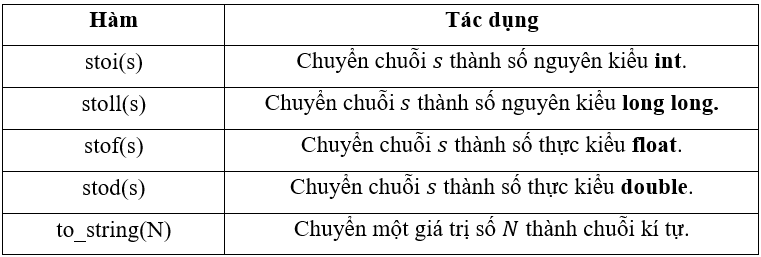 Hàm Tác dụng
stoi(s) Chuyển chuỗi s thành số nguyên kiểu int.
stoll(s) Chuyển chuỗi s thành số nguyên kiểu long long.
stof(s) Chuyển chuỗi s thành số thực kiểu float.
stod(s) Chuyển chuỗi s thành số thực kiểu double.
to_string(N) Chuyển một giá trị số N thành chuỗi kí tự.